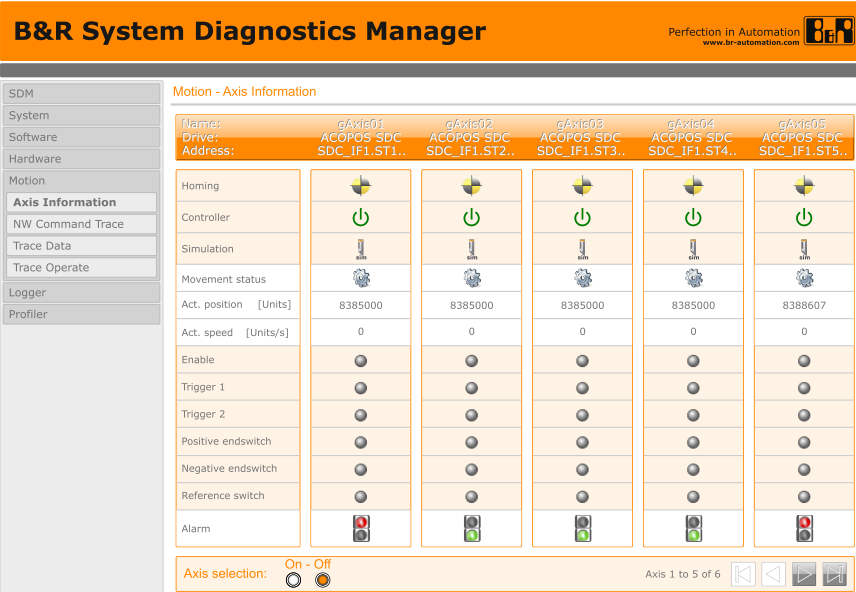 B&R System Diagnostics Manager
Perfection in Automation
www.br-automation.com
B&R
SDM
System
Software
Hardware
Motion
Axis Information
NW Command Trace
Trace Data
Trace Operate
Logger
Profiler
Motion - Axis Information
Name: gAxis01 gAxis02 gAxis03 gAxis04 gAxis05
Drive: ACOPOS SDC ACOPOS SDC ACOPOS SDC ACOPOS SDC ACOPOS SDC
Address: SDC_IF1.ST1.. SDC_IF1.ST2.. SDC_IF1.ST3.. SDC_IF1.ST4.. SDC_IF1.ST5..
Homing
Controller
Simulation sim sim sim sim sim
Movement status
Act. position [Units] 8385000 8385000 8385000 8385000 8388607
Act. speed [Units/s] 0 0 0 0 0
Enable
Trigger 1
Trigger 2
Positive endswitch
Negative endswitch
Reference switch
Alarm
On - Off
Axis selection:
Axis 1 to 5 of 6